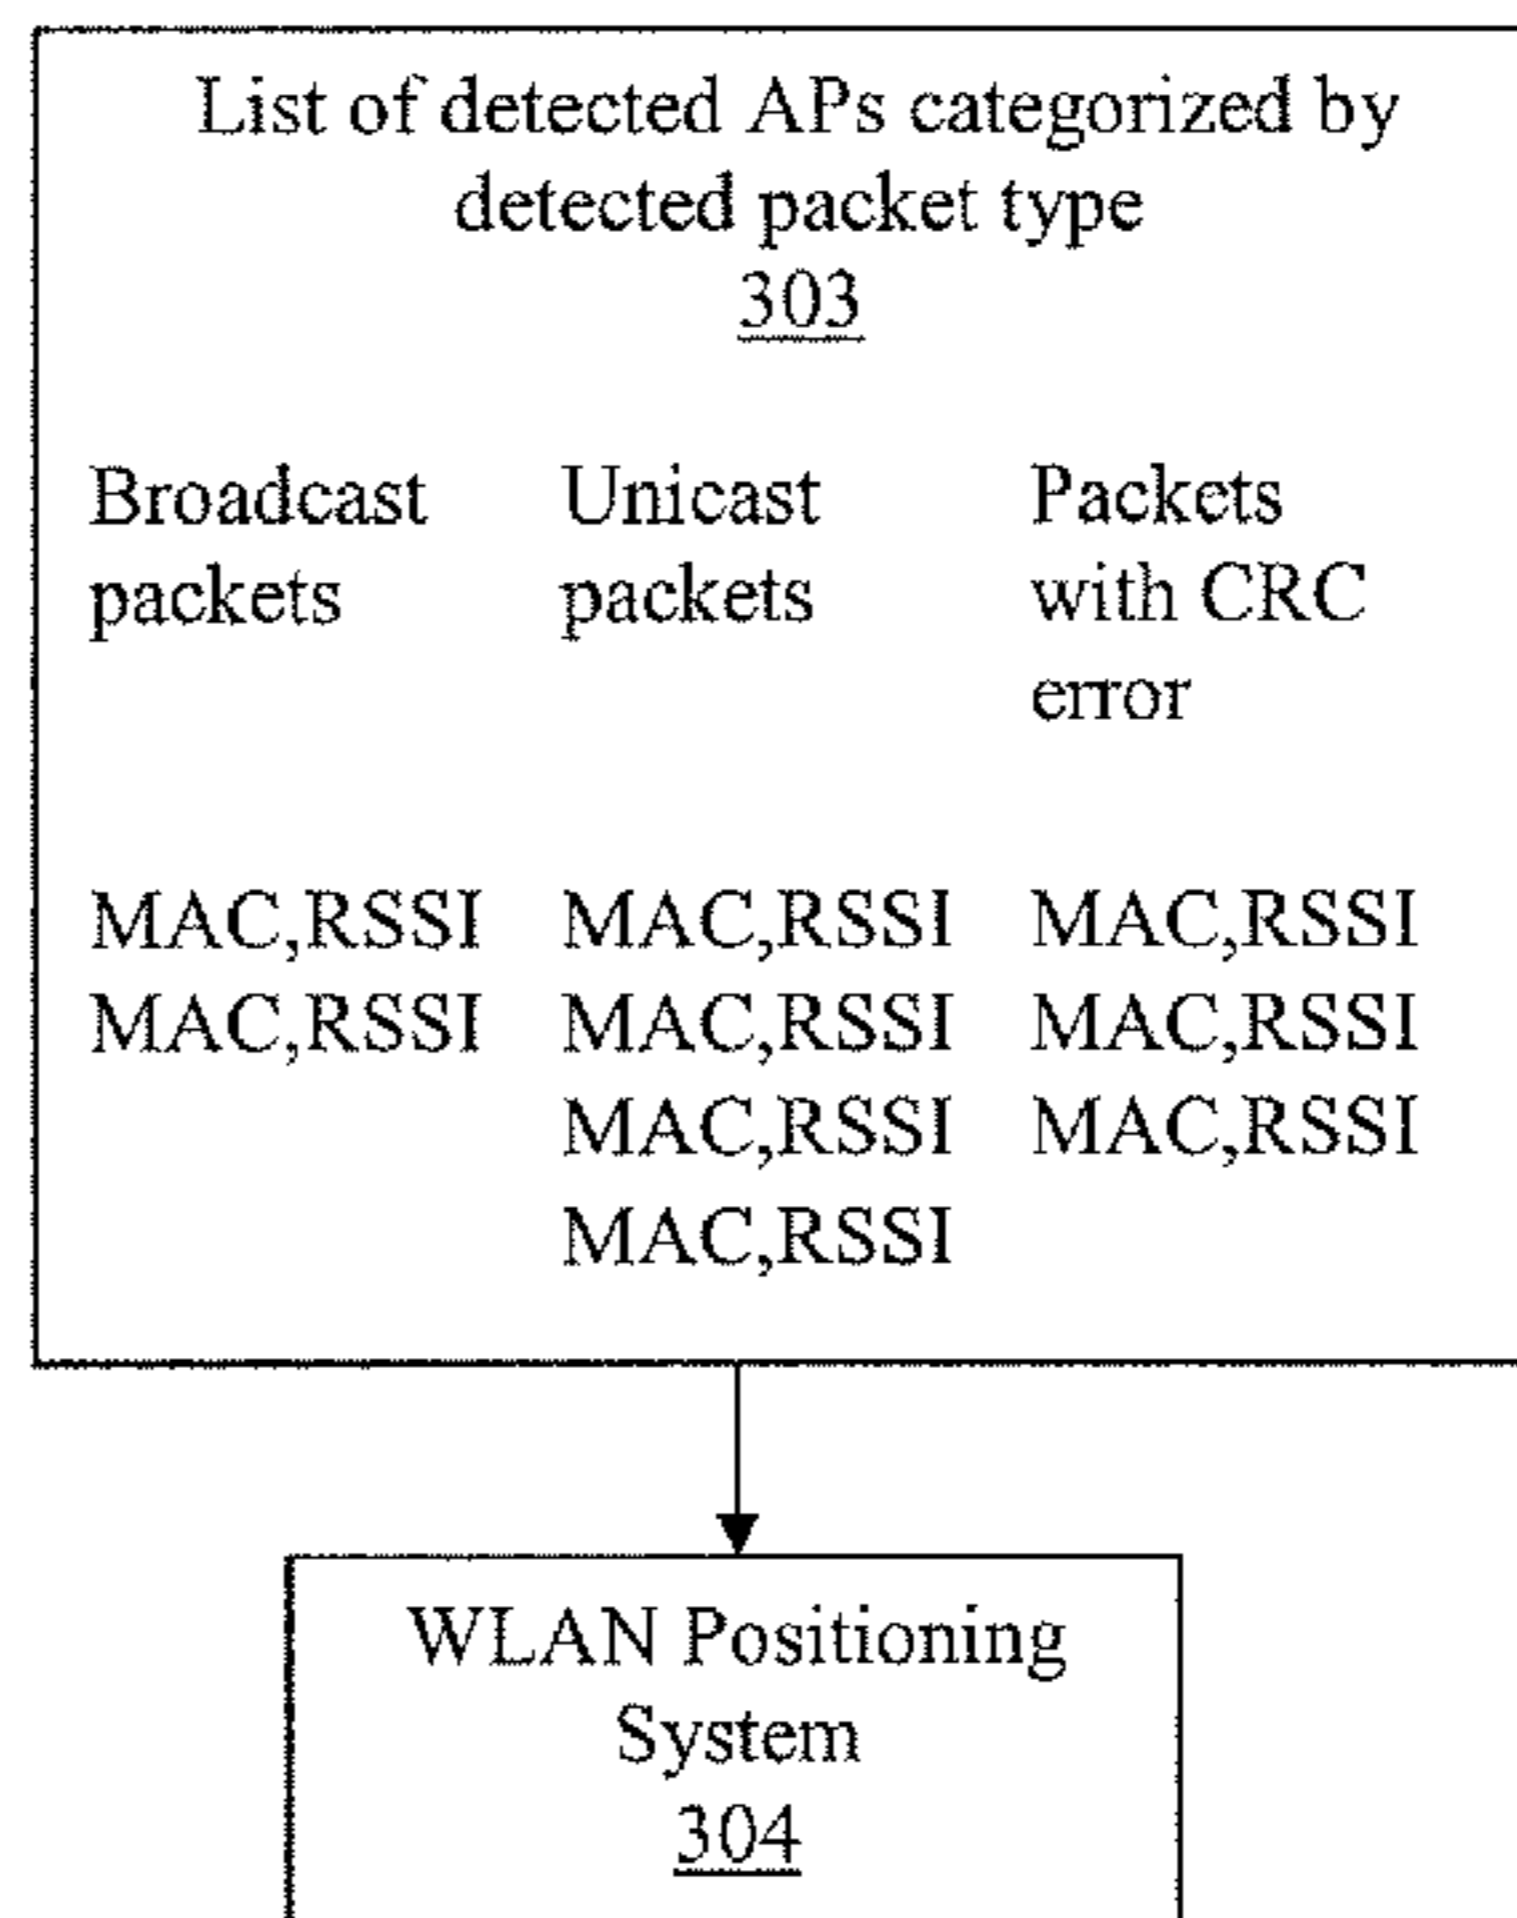 List of detected APs categorized by
detected packet type
303
Broadcast packets
Unicast packets
Packets with CRC error
MAC,RSSI MAC,RSSI MAC,RSSI
MAC,RSSI MAC,RSSI MAC,RSSI
MAC,RSSI MAC,RSSI
MAC,RSSI
WLAN Positioning
System
304